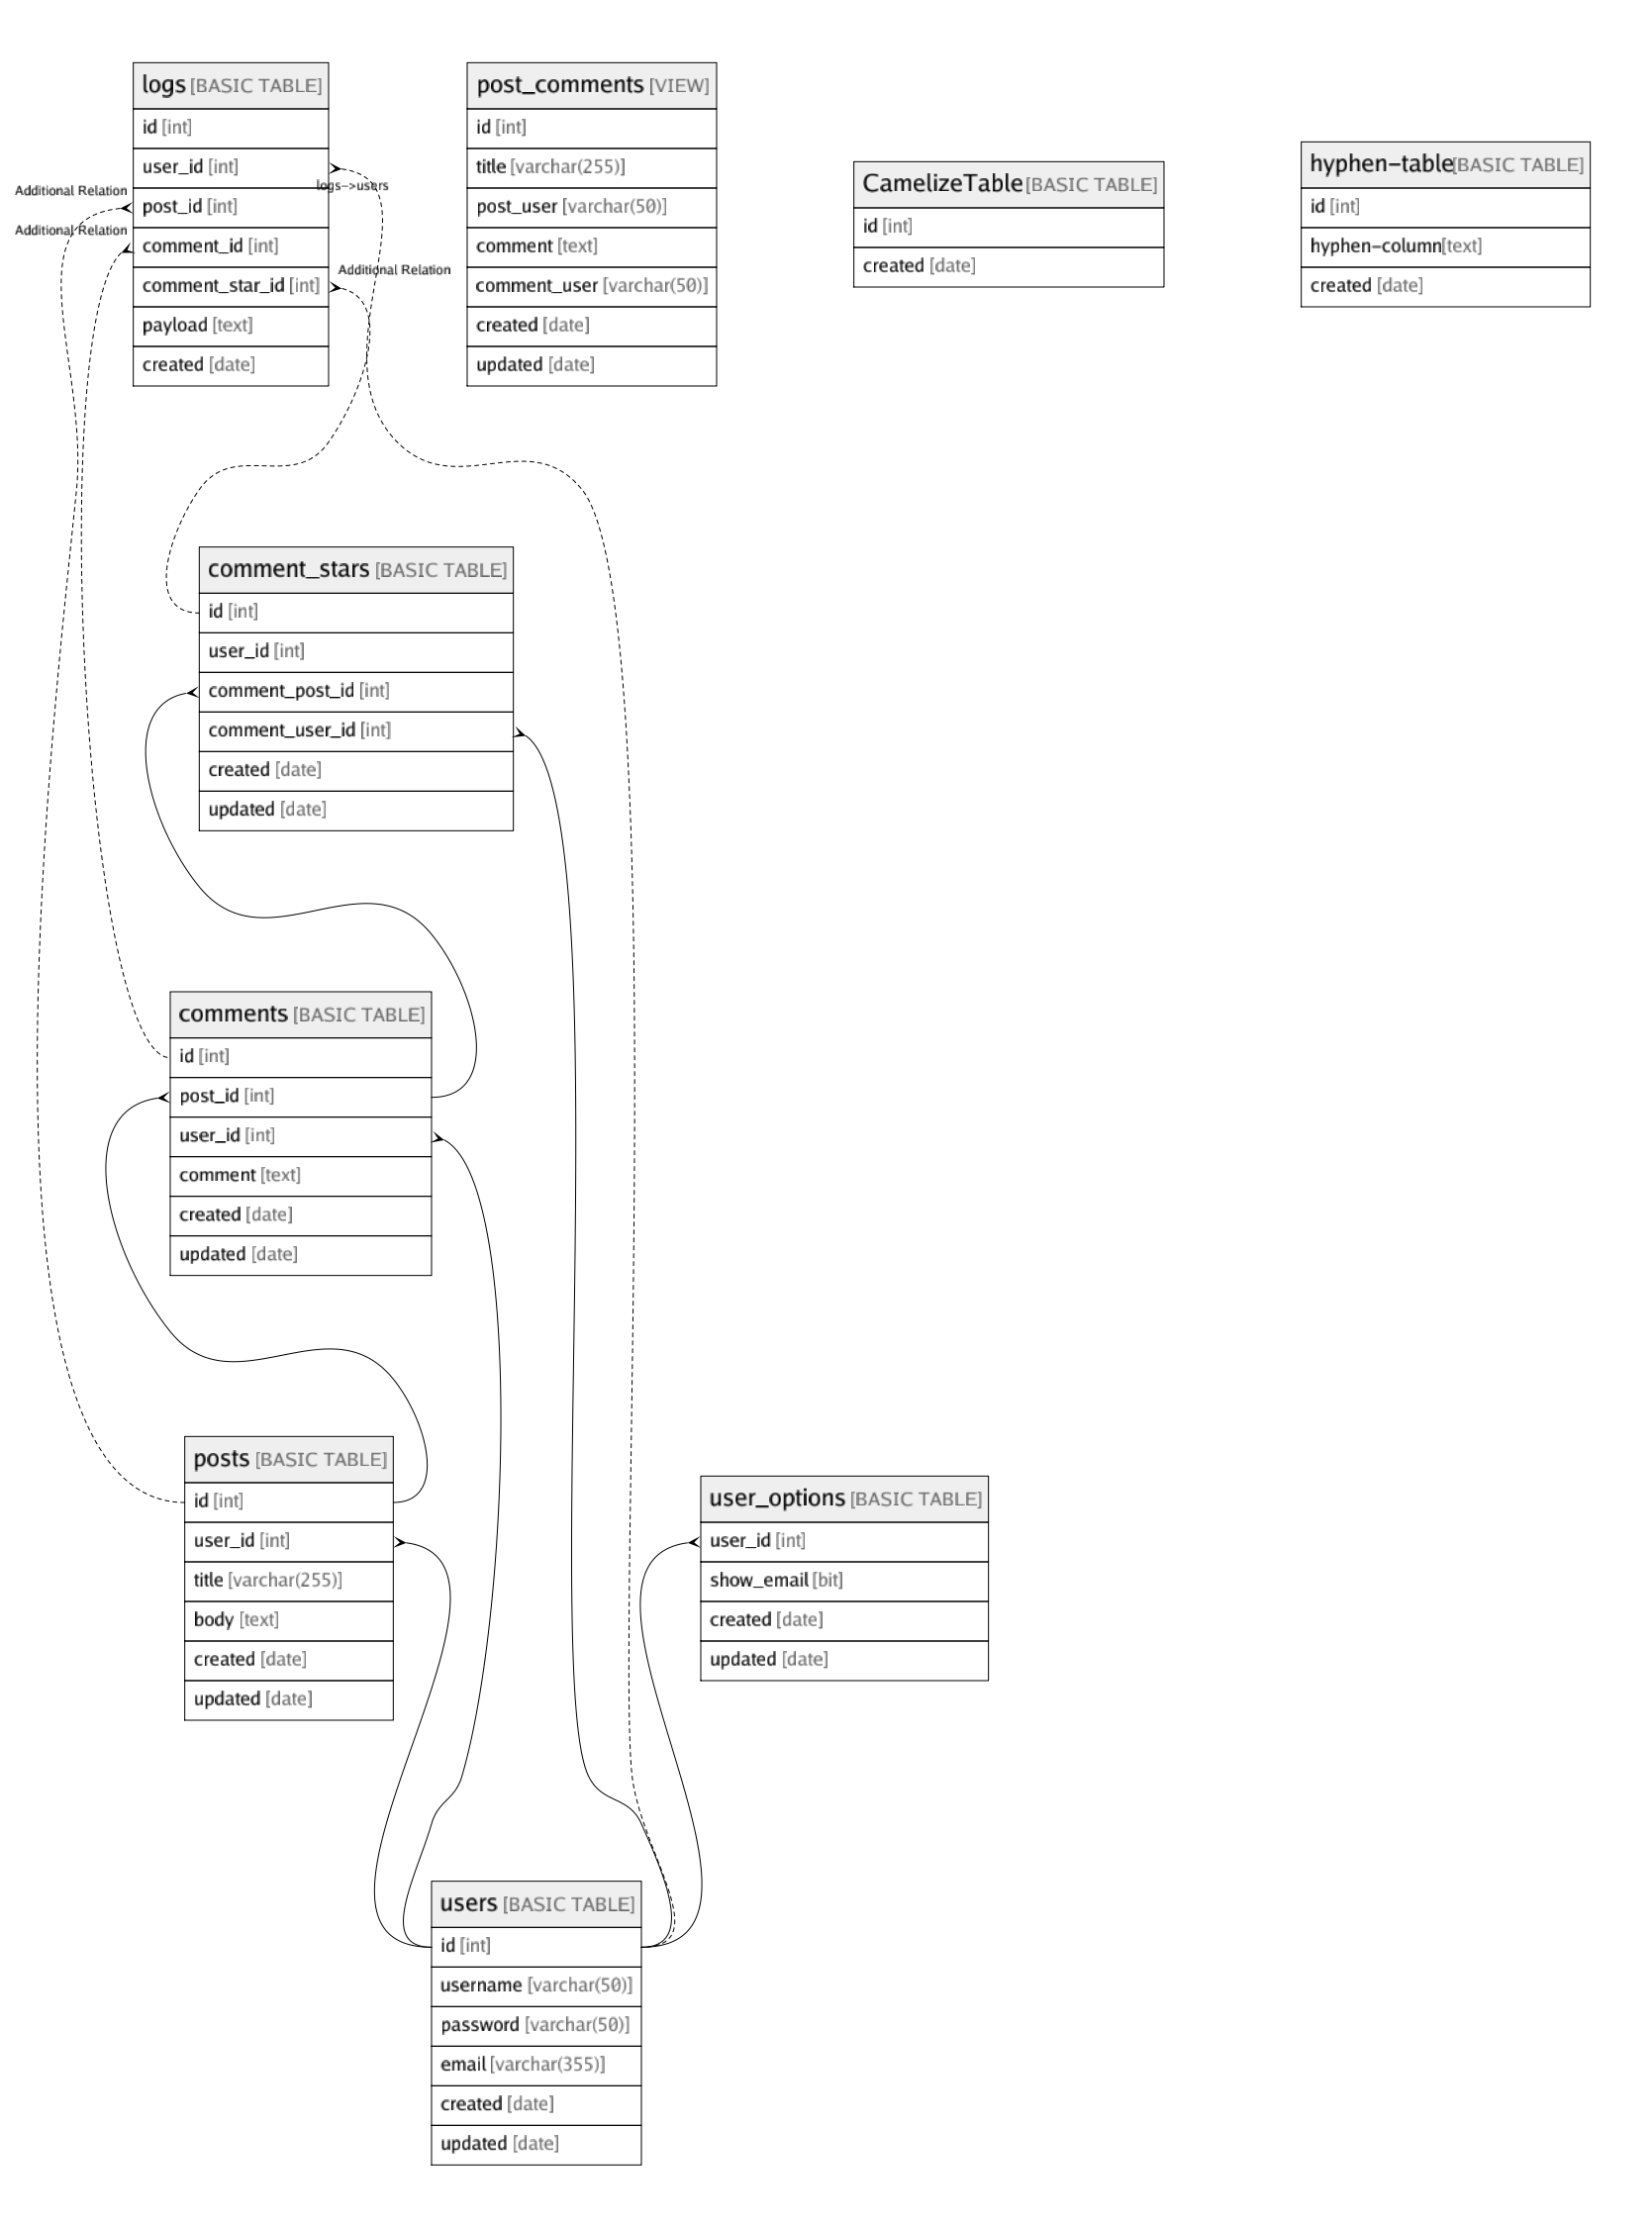 logs [BASIC TABLE]
id [int]
user_id [int]
logs->users
Additional Relation
post_id [int]
Additional Relation
comment_id [int]
Additional Relation
comment_star_id [int]
payload [text]
created [date]
post_comments [VIEW]
id [int]
title [varchar(255)]
post_user [varchar(50)]
comment [text]
comment_user [varchar(50)]
created [date]
updated [date]
CamelizeTable [BASIC TABLE]
id [int]
created [date]
hyphen-table [BASIC TABLE]
id [int]
hyphen-column [text]
created [date]
comment_stars [BASIC TABLE]
id [int]
user_id [int]
comment_post_id [int]
comment_user_id [int]
created [date]
updated [date]
comments [BASIC TABLE]
id [int]
post_id [int]
user_id [int]
comment [text]
created [date]
updated [date]
posts [BASIC TABLE]
id [int]
user_id [int]
title [varchar(255)]
body [text]
created [date]
updated [date]
user_options [BASIC TABLE]
user_id [int]
show_email [bit]
created [date]
updated [date]
users [BASIC TABLE]
id [int]
username [varchar(50)]
password [varchar(50)]
email [varchar(355)]
created [date]
updated [date]